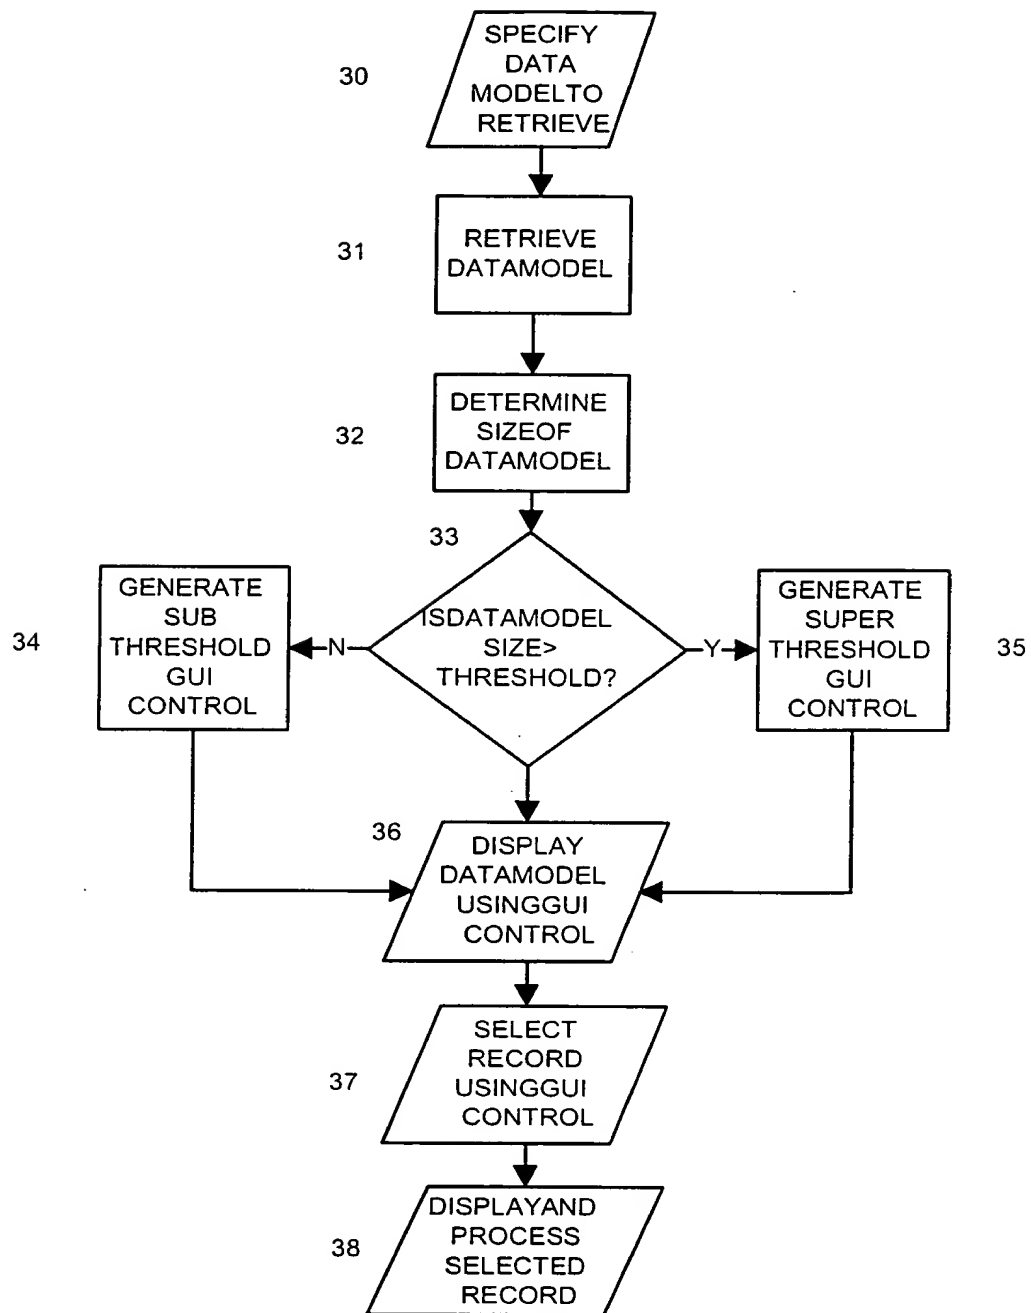 30
SPECIFY
DATA
MODELTO
RETRIEVE
31
RETRIEVE
DATAMODEL
32
DETERMINE
SIZEOF
DATAMODEL
33
ISDATAMODEL
SIZE>
THRESHOLD?
34
GENERATE
SUB
THRESHOLD
GUI
CONTROL
N
Y
GENERATE
SUPER
THRESHOLD
GUI
CONTROL
35
36
DISPLAY
DATAMODEL
USINGGUI
CONTROL
37
SELECT
RECORD
USINGGUI
CONTROL
38
DISPLAYAND
PROCESS
SELECTED
RECORD